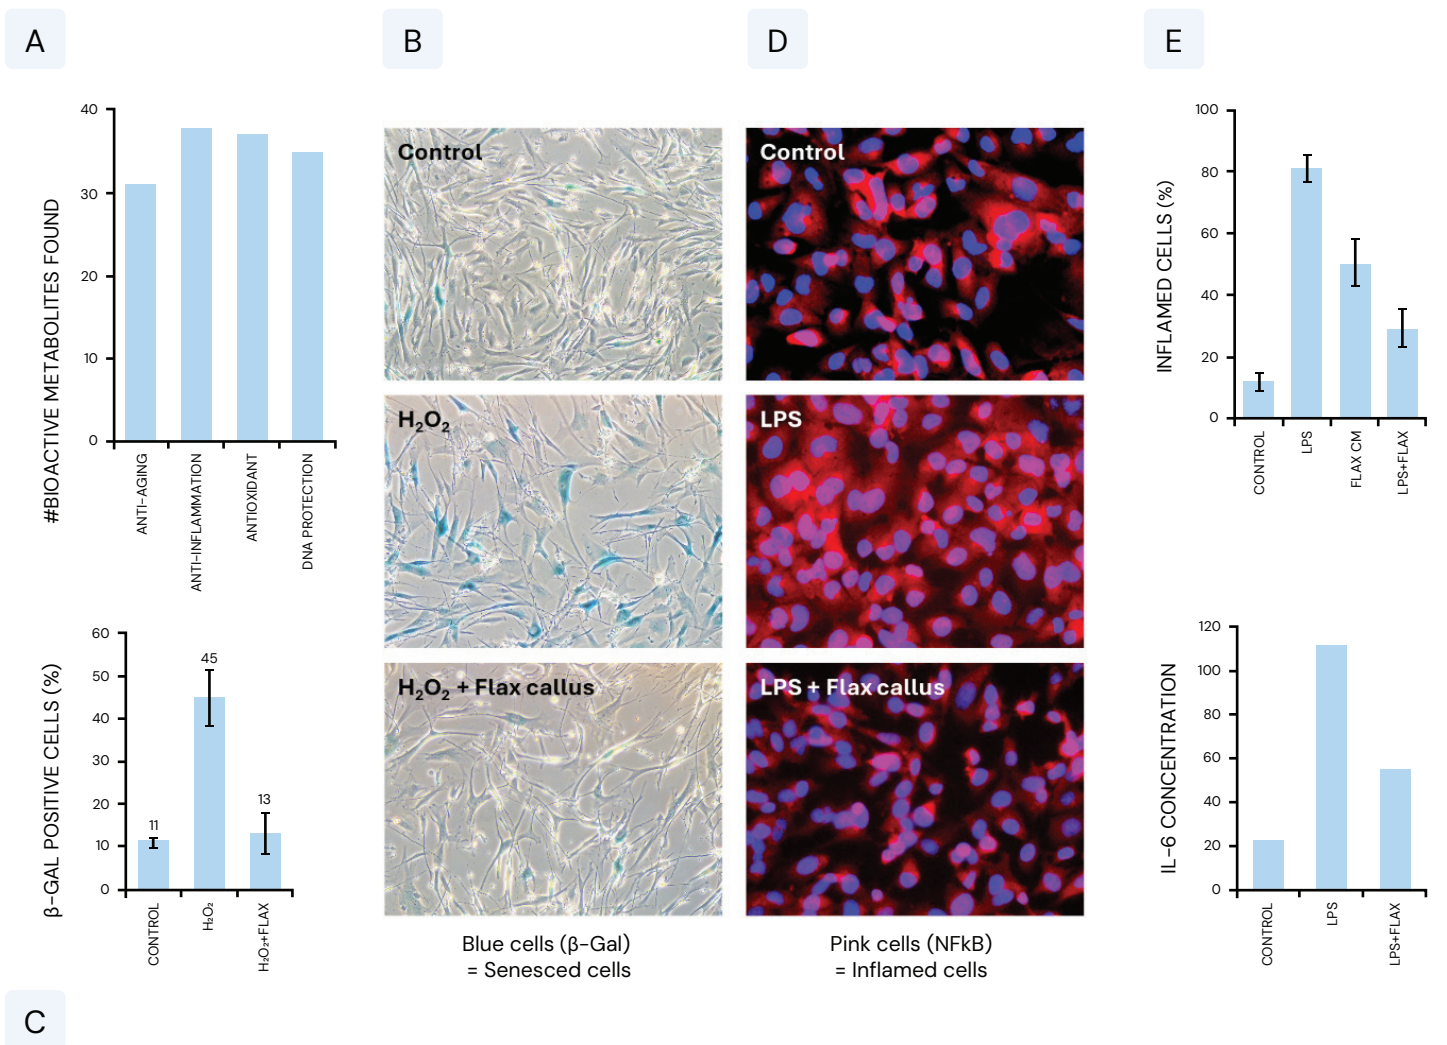 A
B
D
E
#BIOACTIVE METABOLITES FOUND
40
30
20
10
0
ANTI-AGING
ANTI-INFLAMMATION
ANTIOXIDANT
DNA PROTECTION
β-GAL POSITIVE CELLS (%)
60
50
40
30
20
10
0
11
45
13
CONTROL
H₂O₂
H₂O₂+FLAX
C
Control
H₂O₂
H₂O₂ + Flax callus
Blue cells (β-Gal)
= Senesced cells
Control
LPS
LPS + Flax callus
Pink cells (NFkB)
= Inflamed cells
INFLAMED CELLS (%)
100
80
60
40
20
0
CONTROL
LPS
FLAX CM
LPS+FLAX
IL-6 CONCENTRATION
120
100
80
60
40
20
0
CONTROL
LPS
LPS+FLAX